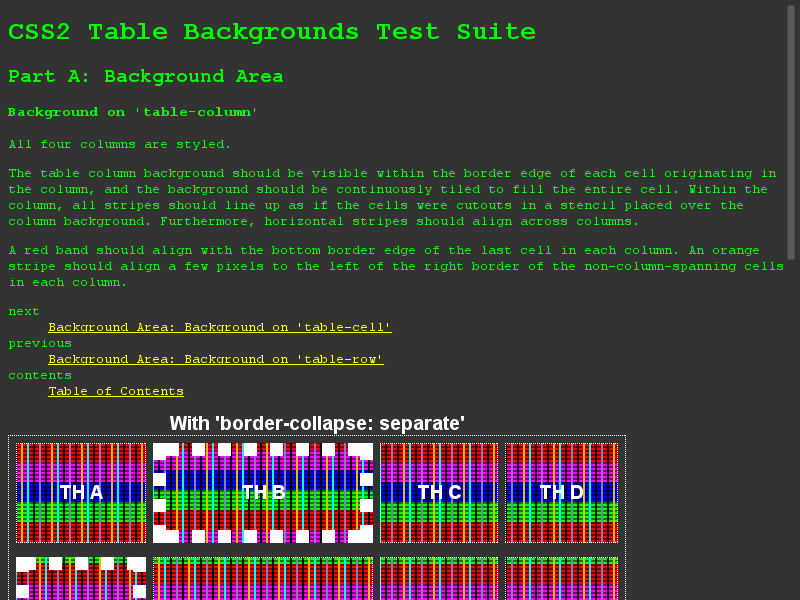 CSS2 Table Backgrounds Test Suite
Part A: Background Area
Background on 'table-column'
All four columns are styled.
The table column background should be visible within the border edge of each cell originating in
the column, and the background should be continuously tiled to fill the entire cell. Within the
column, all stripes should line up as if the cells were cutouts in a stencil placed over the
column background. Furthermore, horizontal stripes should align across columns.
A red band should align with the bottom border edge of the last cell in each column. An orange
stripe should align a few pixels to the left of the right border of the non-column-spanning cells
in each column.
next
Background Area: Background on 'table-cell'
previous
Background Area: Background on 'table-row'
contents
Table of Contents
With 'border-collapse: separate'
TH A TH B TH C TH D